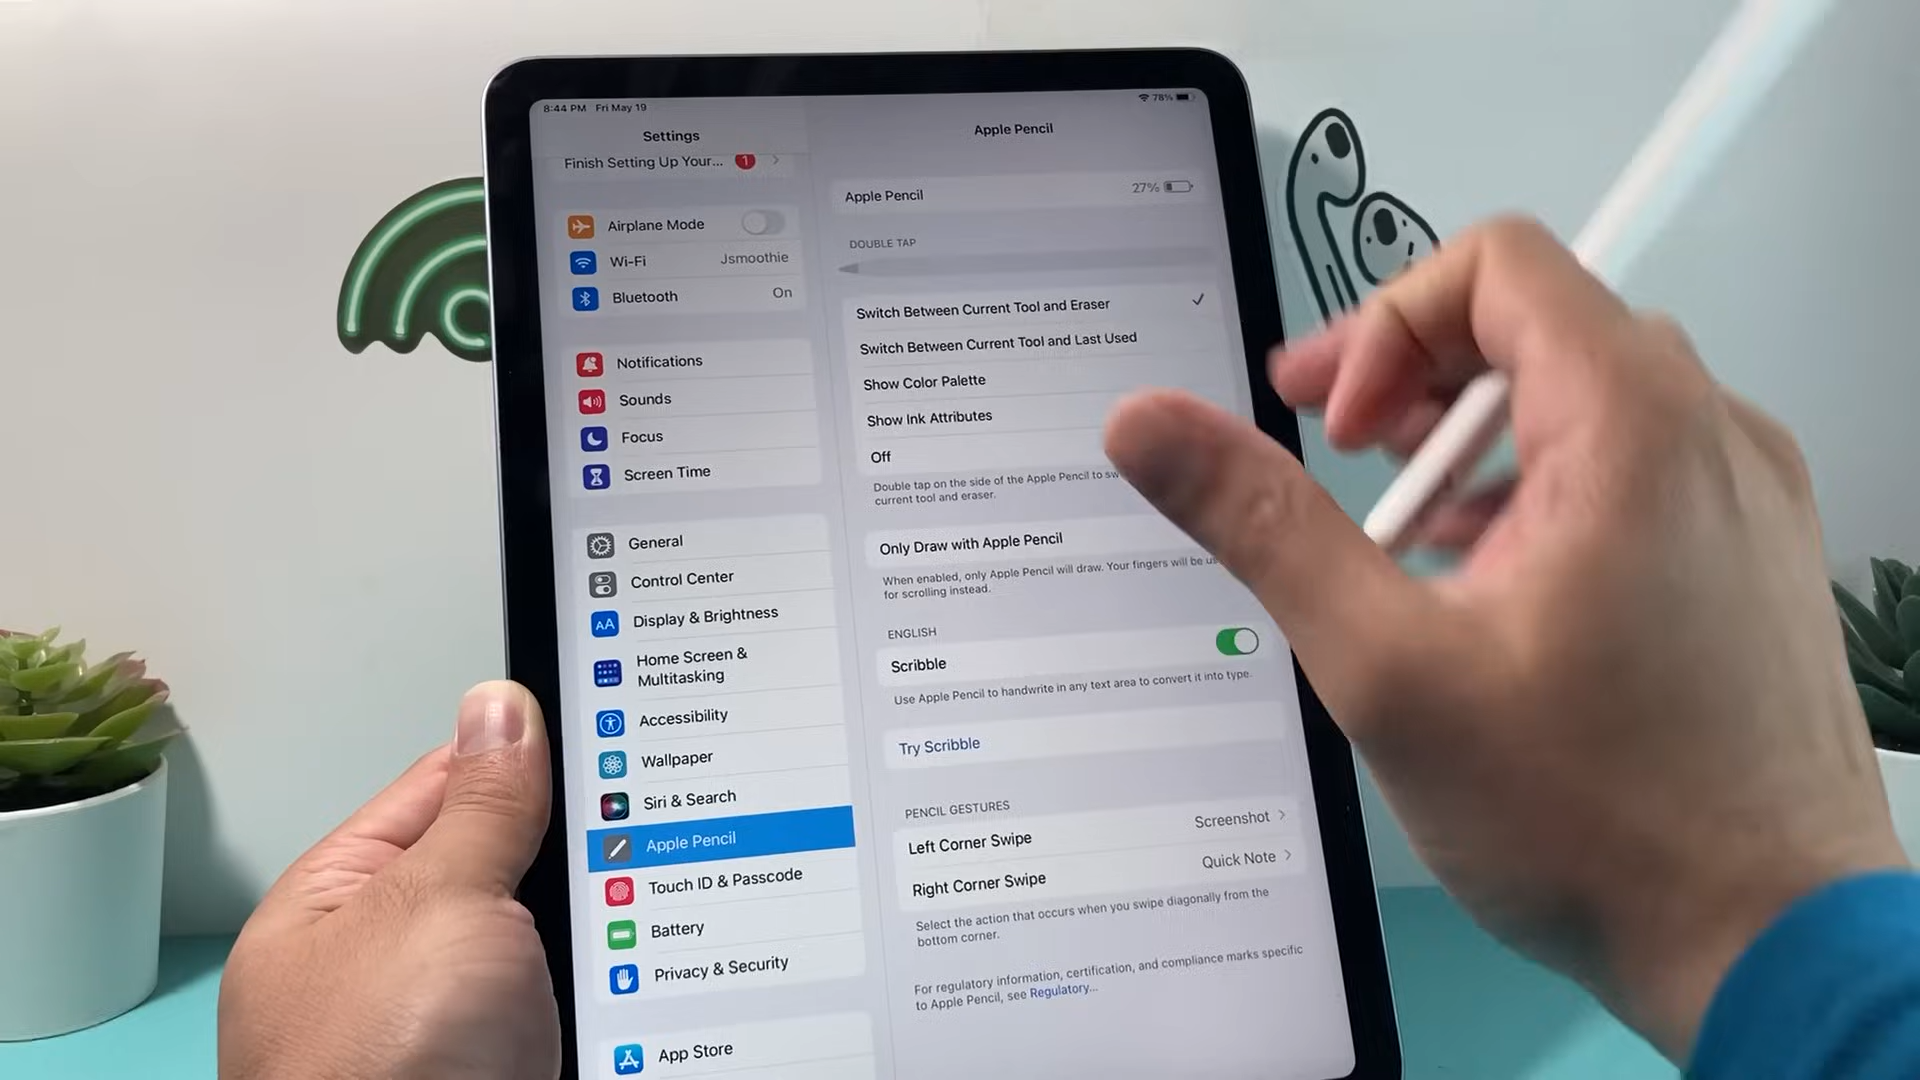 8:44 PM Fri May 19
78%
Settings
Finish Setting Up Your... 1
Airplane Mode
Wi-Fi Jsmoothie
Bluetooth On
Notifications
Sounds
Focus
Screen Time
General
Control Center
AA Display & Brightness
Home Screen &
Multitasking
Accessibility
Wallpaper
Siri & Search
Apple Pencil
Touch ID & Passcode
Battery
Privacy & Security
App Store
Apple Pencil
Apple Pencil 27%
DOUBLE TAP
Switch Between Current Tool and Eraser
Switch Between Current Tool and Last Used
Show Color Palette
Show Ink Attributes
Off
Double tap on the side of the Apple Pencil to
current tool and eraser.
Only Draw with Apple Pencil
When enabled, only Apple Pencil will draw. Your fingers will be
for scrolling instead.
ENGLISH
Scribble
Use Apple Pencil to handwrite in any text area to convert it into type.
Try Scribble
PENCIL GESTURES
Left Corner Swipe Screenshot
Right Corner Swipe Quick Note
Select the action that occurs when you swipe diagonally from the
bottom corner.
For regulatory information, certification, and compliance marks specific
to Apple Pencil, see Regulatory...